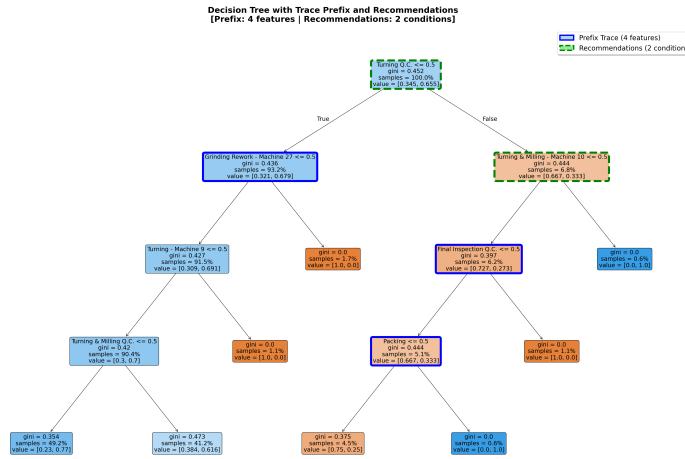 Decision Tree with Trace Prefix and Recommendations
[Prefix: 4 features | Recommendations: 2 conditions]
Prefix Trace (4 features)
Recommendations (2 condition
Turning Q.C. <= 0.5
gini = 0.452
samples = 100.0%
value = [0.345, 0.655]
True
False
Grinding Rework - Machine 27 <= 0.5
gini = 0.436
samples = 93.2%
value = [0.321, 0.679]
Turning & Milling - Machine 10 <= 0.5
gini = 0.444
samples = 6.8%
value = [0.667, 0.333]
Turning - Machine 9 <= 0.5
gini = 0.427
samples = 91.5%
value = [0.309, 0.691]
gini = 0.0
samples = 1.7%
value = [1.0, 0.0]
Final Inspection Q.C. <= 0.5
gini = 0.397
samples = 6.2%
value = [0.727, 0.273]
gini = 0.0
samples = 0.6%
value = [0.0, 1.0]
Turning & Milling Q.C. <= 0.5
gini = 0.42
samples = 90.4%
value = [0.3, 0.7]
gini = 0.0
samples = 1.1%
value = [1.0, 0.0]
Packing <= 0.5
gini = 0.444
samples = 5.1%
value = [0.667, 0.333]
gini = 0.0
samples = 1.1%
value = [1.0, 0.0]
gini = 0.354
samples = 49.2%
value = [0.23, 0.77]
gini = 0.473
samples = 41.2%
value = [0.384, 0.616]
gini = 0.375
samples = 4.5%
value = [0.75, 0.25]
gini = 0.0
samples = 0.6%
value = [0.0, 1.0]